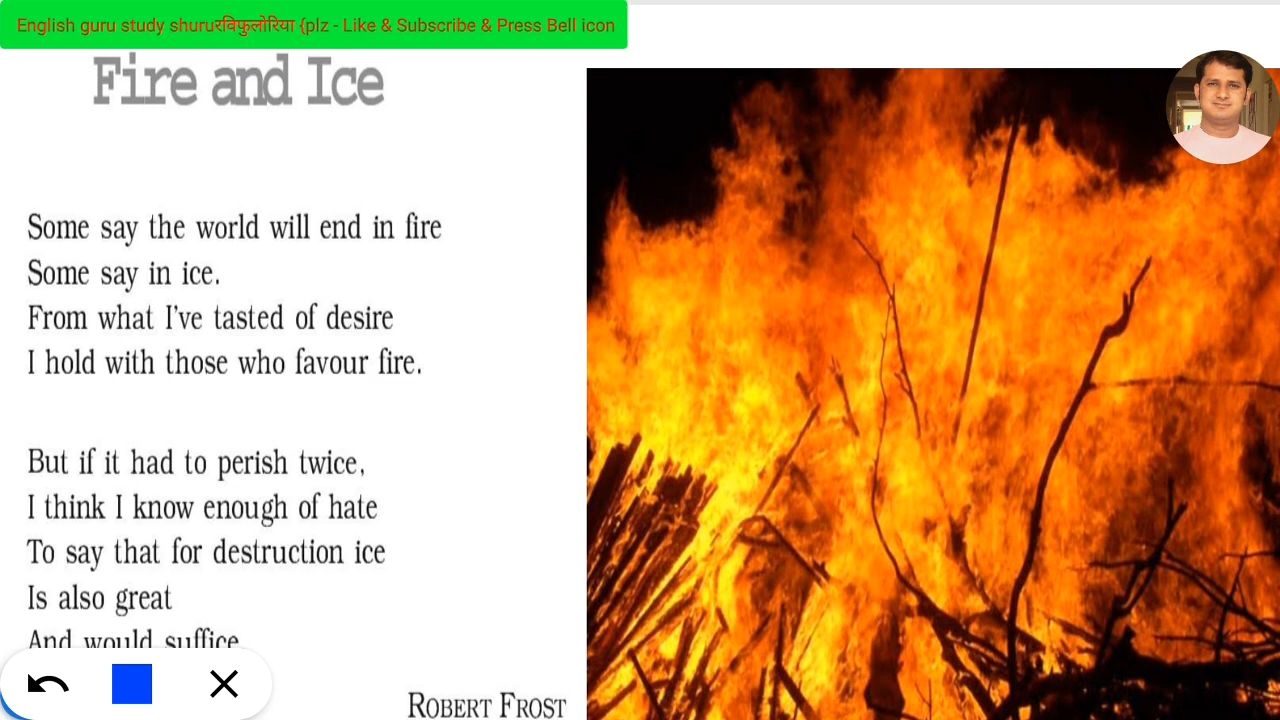 English guru study shuruरविफुलोरिया {plz - Like & Subscribe & Press Bell icon
Fire and Ice
Some say the world will end in fire
Some say in ice.
From what I've tasted of desire
I hold with those who favour fire.
But if it had to perish twice,
I think I know enough of hate
To say that for destruction ice
Is also great
And would suffice
ROBERT FROST